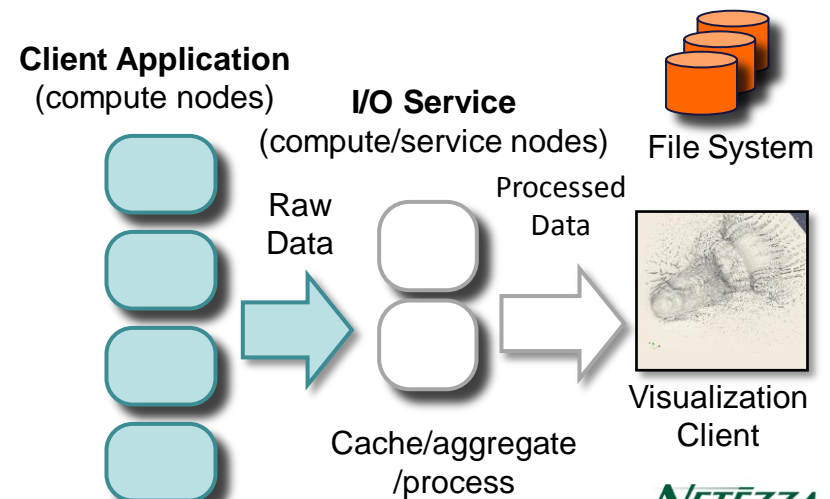 Client Application
(compute nodes)
I/O Service
(compute/service nodes)
File System
Raw
Data
Processed
Data
Visualization
Client
Cache/aggregate
/process
NETEZZA